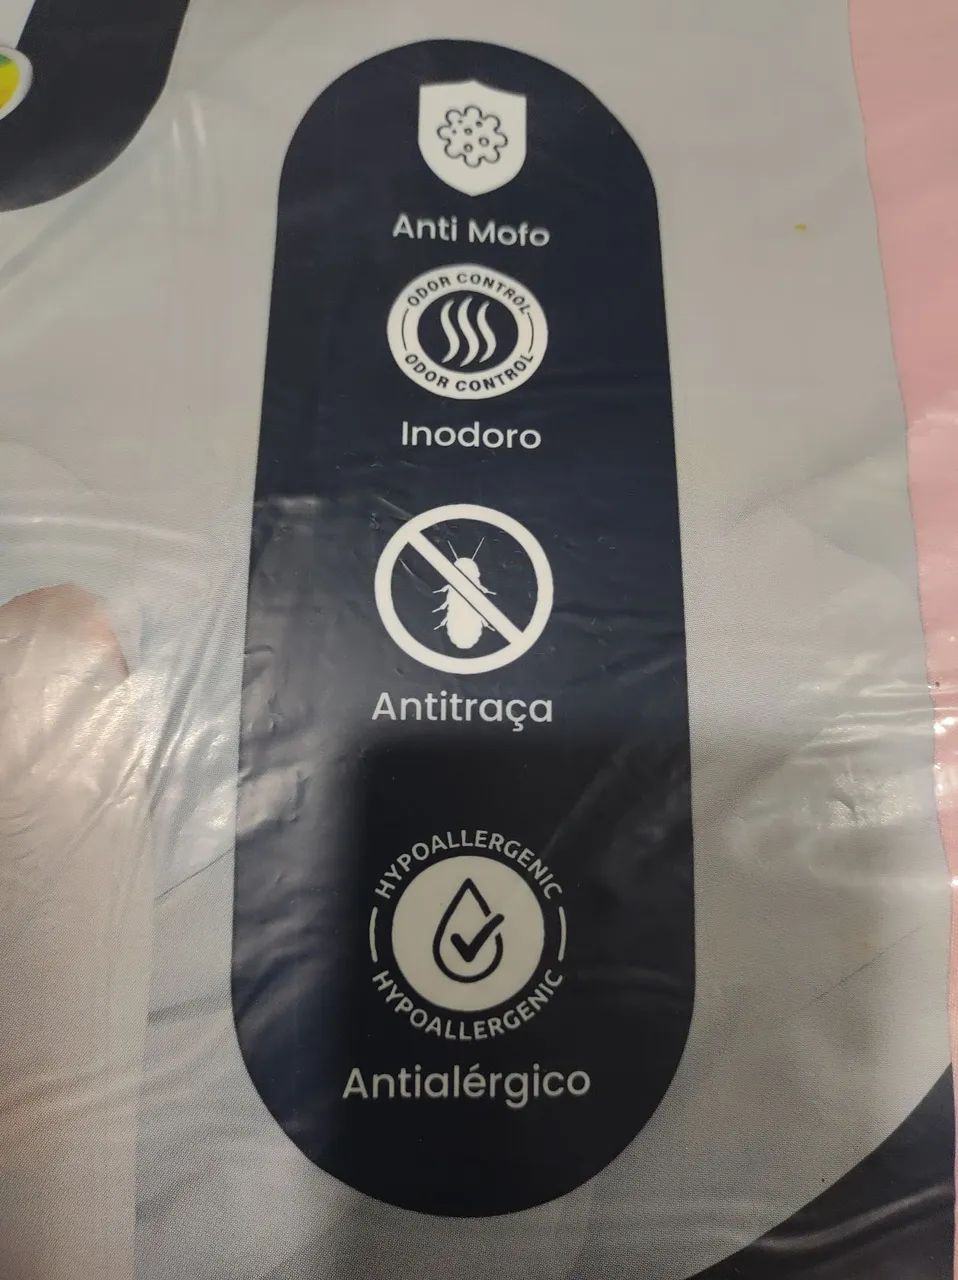 Anti Mofo
ODOR CONTROL
ODOR CONTROL
Inodoro
Antitraça
HYPOALLERGENIC
HYPOALLERGENIC
Antialérgico